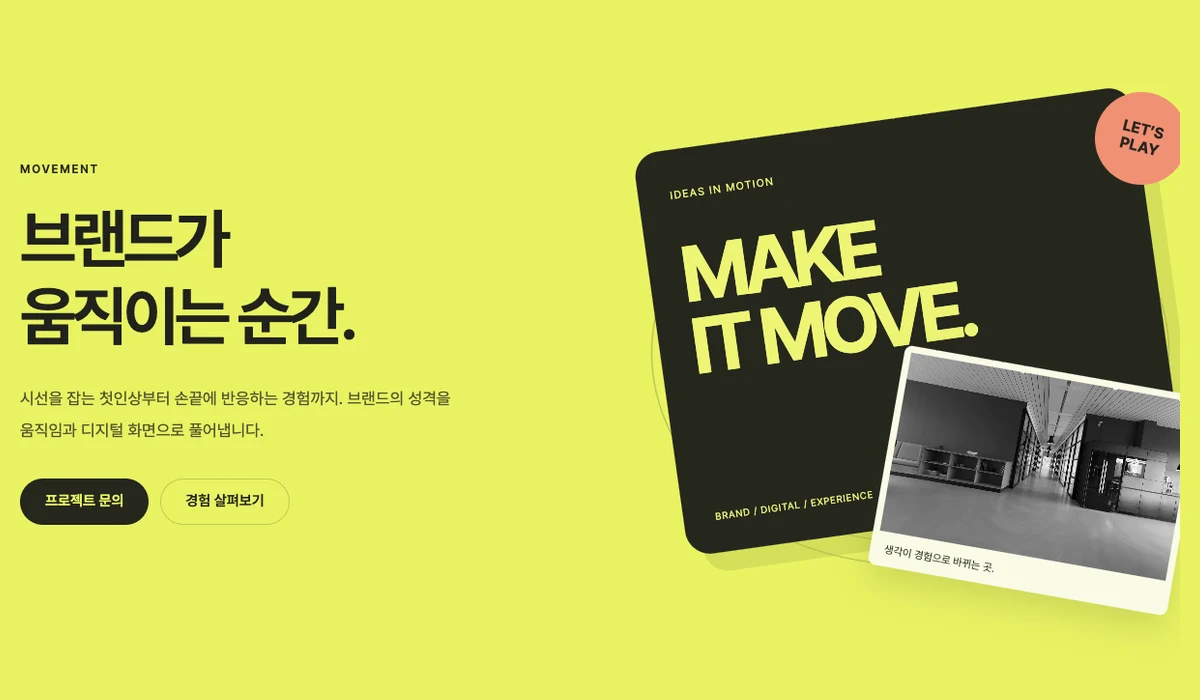 MOVEMENT
브랜드가
움직이는 순간.
시선을 잡는 첫인상부터 손끝에 반응하는 경험까지. 브랜드의 성격을
움직임과 디지털 화면으로 풀어냅니다.
프로젝트 문의
경험 살펴보기
IDEAS IN MOTION
MAKE
IT MOVE.
BRAND / DIGITAL / EXPERIENCE
LET'S
PLAY
생각이 경험으로 바뀌는 곳.